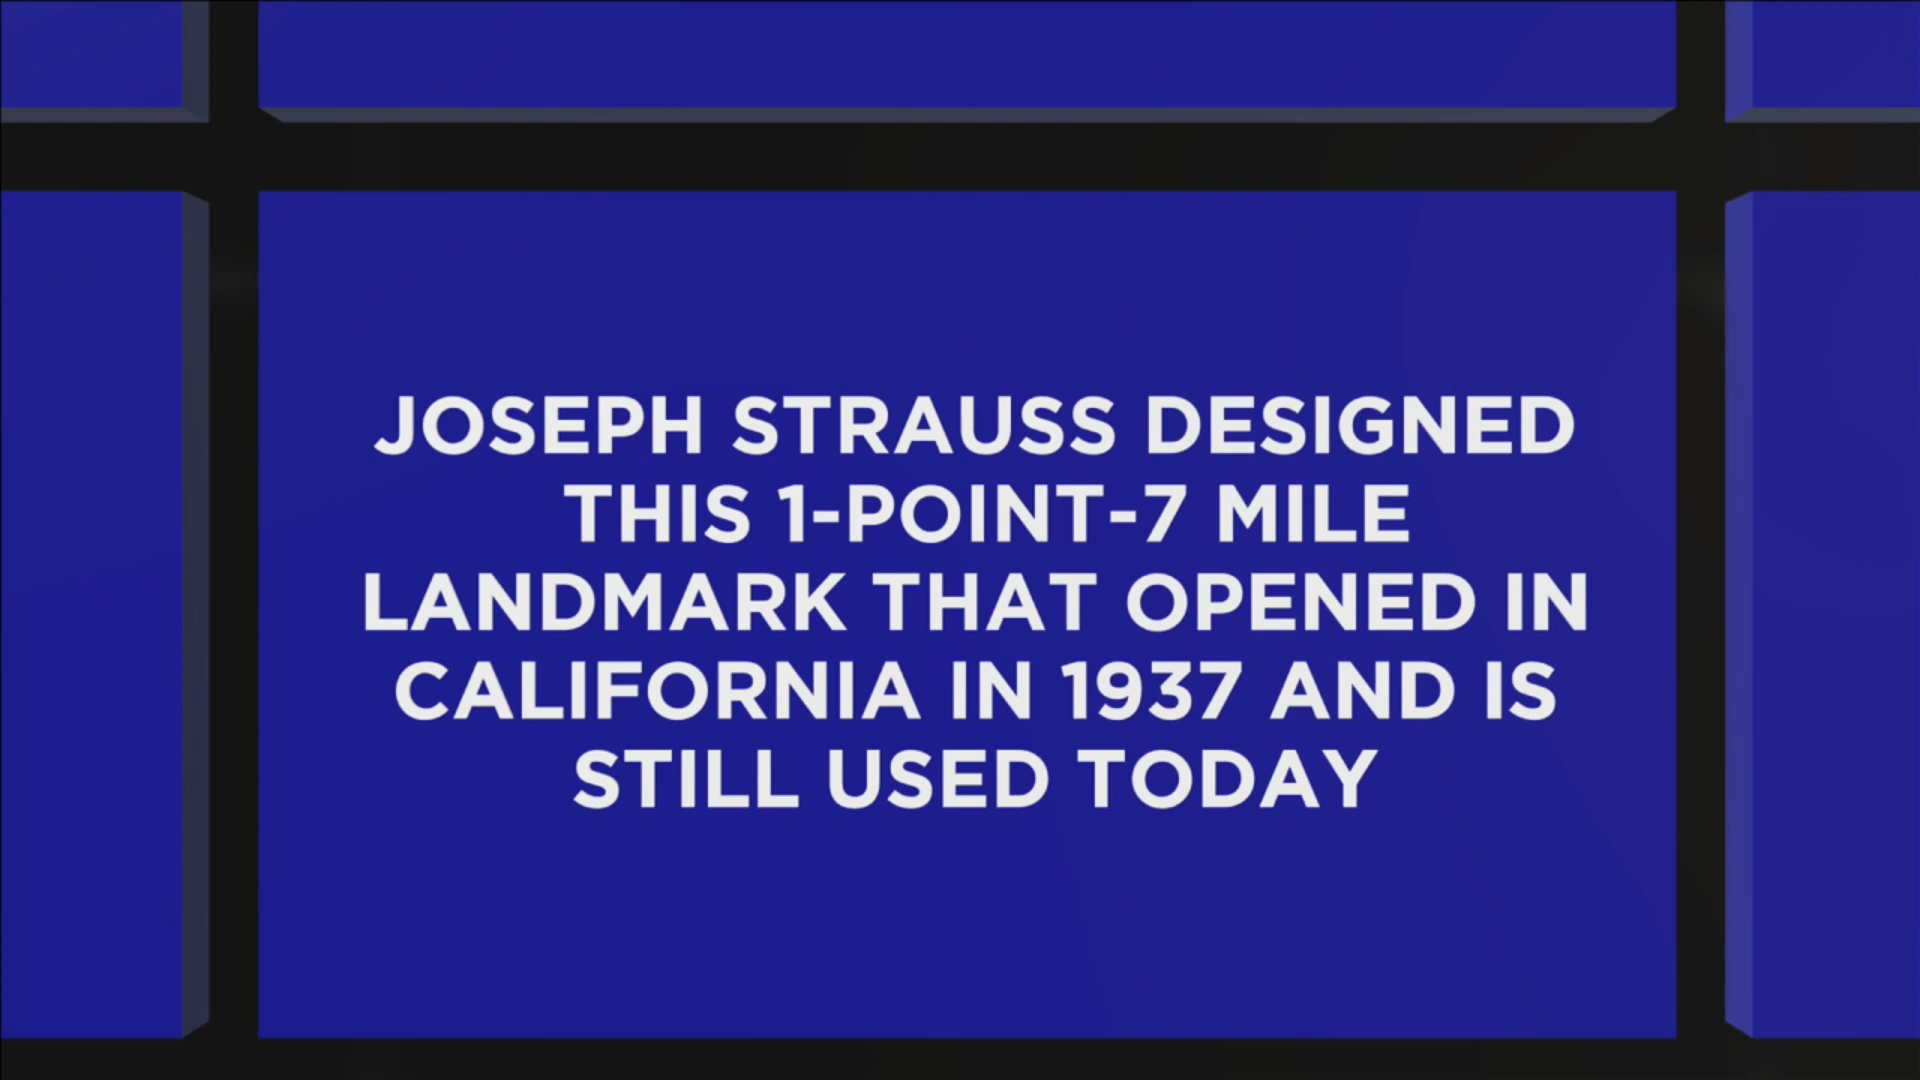 JOSEPH STRAUSS DESIGNED
THIS 1-POINT-7 MILE
LANDMARK THAT OPENED IN
CALIFORNIA IN 1937 AND IS
STILL USED TODAY